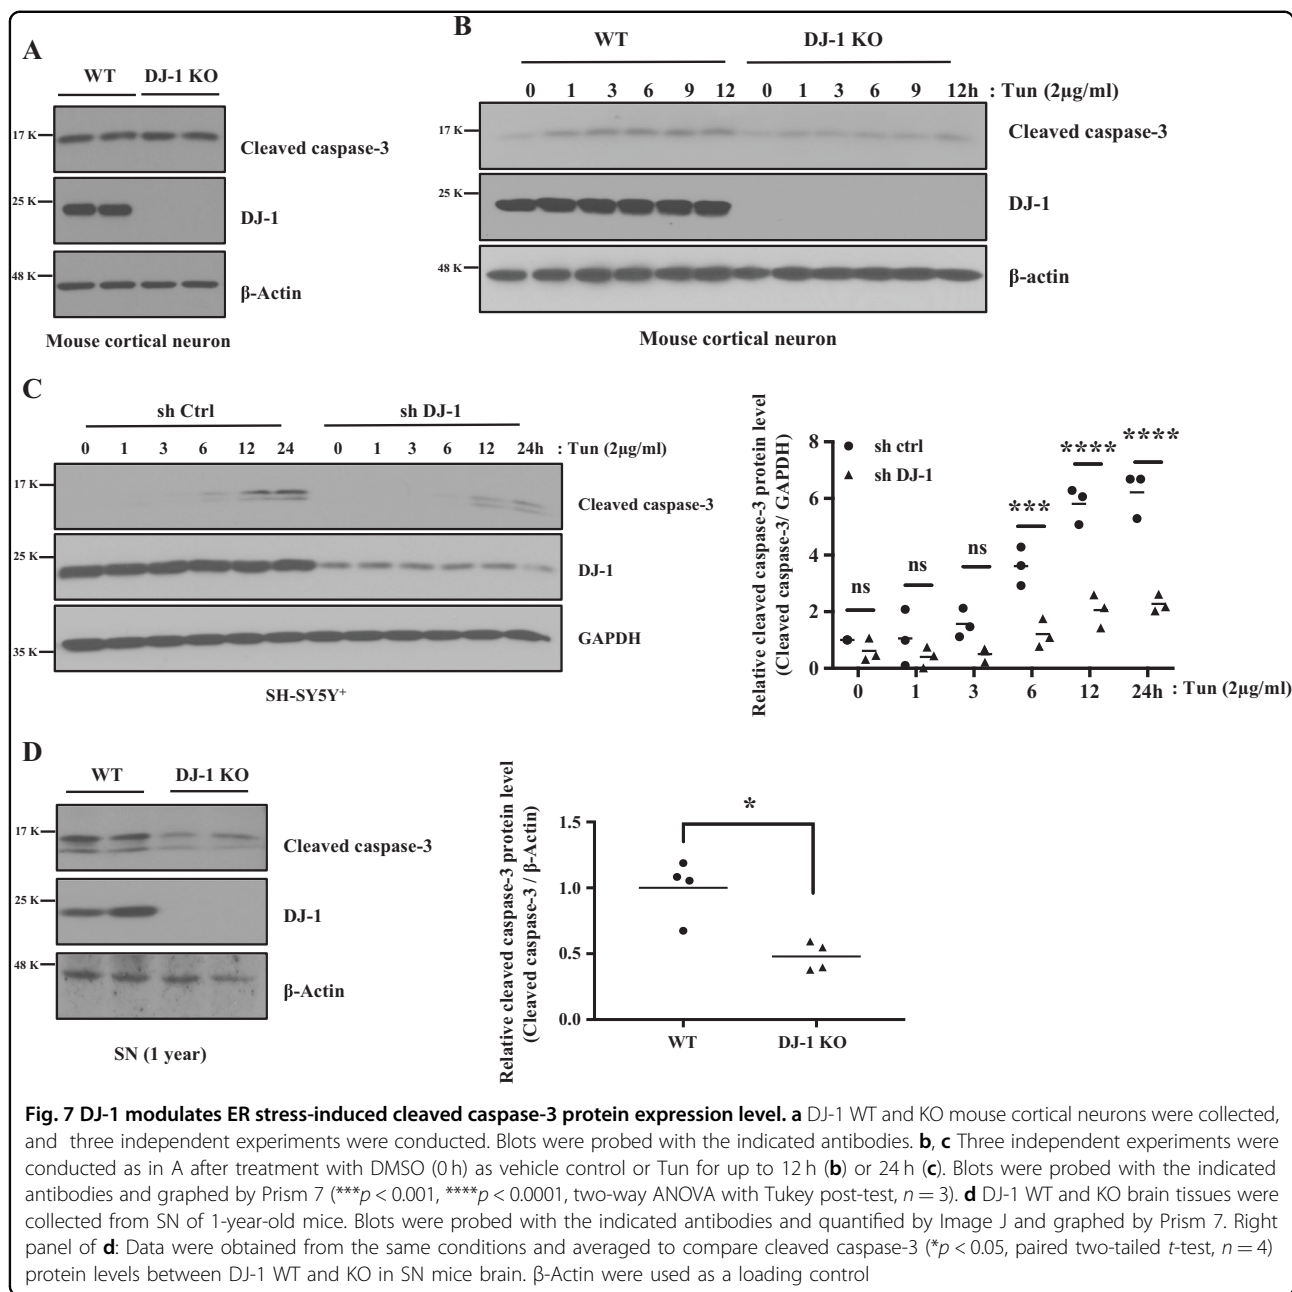 A
WT DJ-1 KO
17 K
Cleaved caspase-3
25 K
DJ-1
48 K
β-Actin
Mouse cortical neuron
B
WT DJ-1 KO
0 1 3 6 9 12 0 1 3 6 9 12h : Tun (2μg/ml)
17 K
Cleaved caspase-3
25 K
DJ-1
48 K
β-actin
Mouse cortical neuron
C
sh Ctrl sh DJ-1
0 1 3 6 12 24 0 1 3 6 12 24h : Tun (2μg/ml)
17 K
Cleaved caspase-3
25 K
DJ-1
GAPDH
35 K
SH-SY5Y+
Relative cleaved caspase-3 protein level
(Cleaved caspase-3/ GAPDH)
8
6
4
2
0
sh ctrl
sh DJ-1
ns ns ns *** **** ****
0 1 3 6 12 24h : Tun (2μg/ml)
D
WT DJ-1 KO
17 K
Cleaved caspase-3
25 K
DJ-1
48 K
β-Actin
SN (1 year)
Relative cleaved caspase-3 protein level
(Cleaved caspase-3 / β-Actin)
1.5
1.0
0.5
0.0
*
WT DJ-1 KO
Fig. 7 DJ-1 modulates ER stress-induced cleaved caspase-3 protein expression level. a DJ-1 WT and KO mouse cortical neurons were collected,
and three independent experiments were conducted. Blots were probed with the indicated antibodies. b, c Three independent experiments were
conducted as in A after treatment with DMSO (0 h) as vehicle control or Tun for up to 12 h (b) or 24 h (c). Blots were probed with the indicated
antibodies and graphed by Prism 7 (***p < 0.001, ****p < 0.0001, two-way ANOVA with Tukey post-test, n = 3). d DJ-1 WT and KO brain tissues were
collected from SN of 1-year-old mice. Blots were probed with the indicated antibodies and quantified by Image J and graphed by Prism 7. Right
panel of d: Data were obtained from the same conditions and averaged to compare cleaved caspase-3 (*p < 0.05, paired two-tailed t-test, n = 4)
protein levels between DJ-1 WT and KO in SN mice brain. β-Actin were used as a loading control